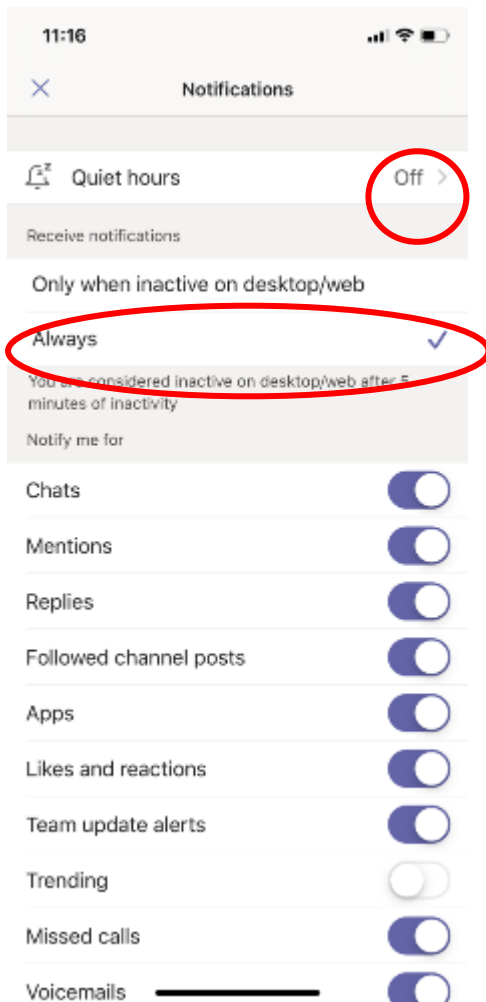 11:16
Notifications
Quiet hours Off
Receive notifications
Only when inactive on desktop/web
Always
You are considered inactive on desktop/web after 5
minutes of inactivity
Notify me for
Chats
Mentions
Replies
Followed channel posts
Apps
Likes and reactions
Team update alerts
Trending
Missed calls
Voicemails